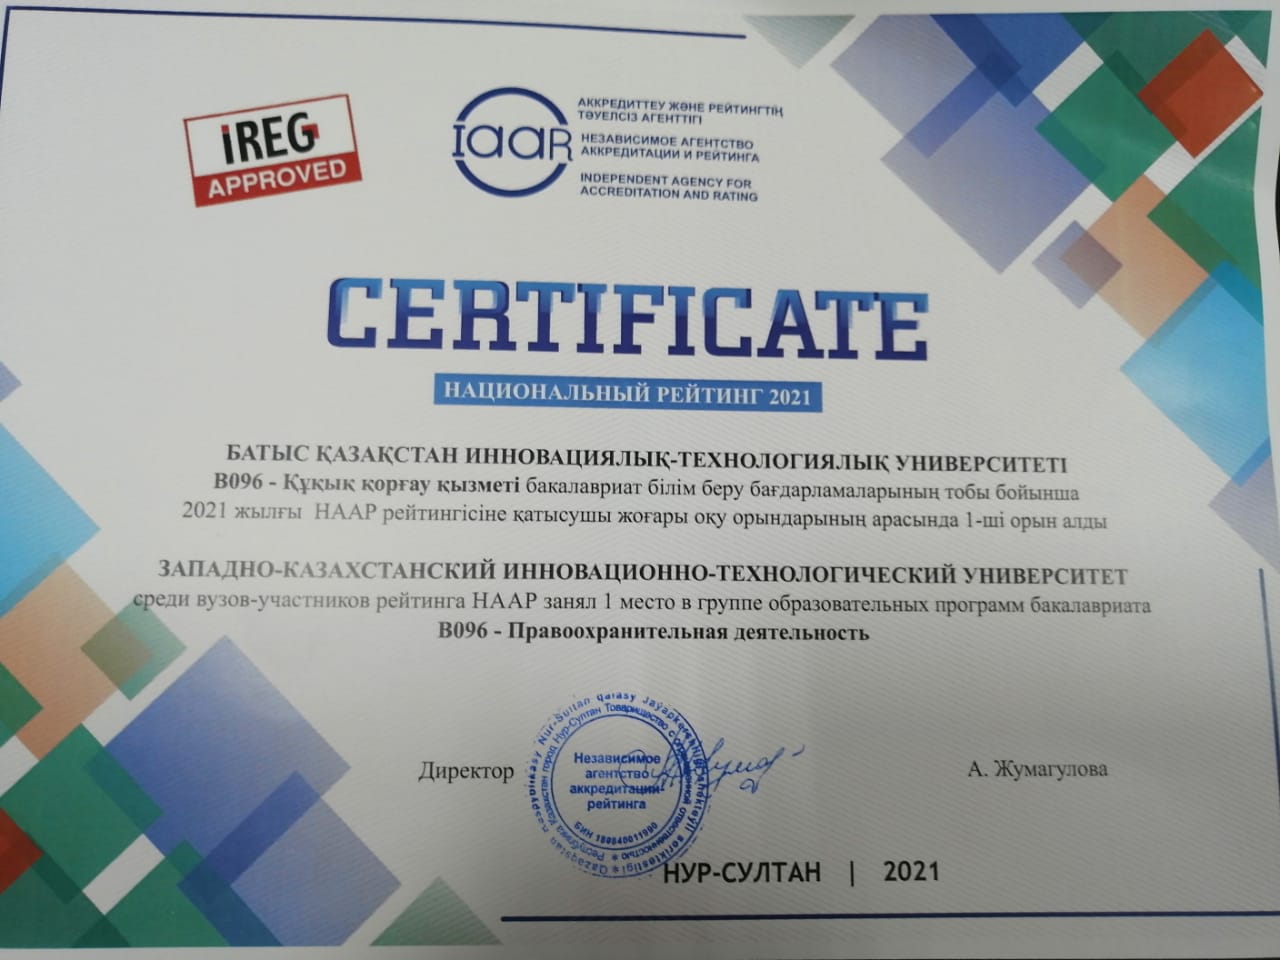 iREG
APPROVED
IAAR
АККРЕДИТТЕУ ЖӘНЕ РЕЙТИНГТІҢ
ТӘУЕЛСІЗ АГЕНТТІГІ
НЕЗАВИСИМОЕ АГЕНТСТВО
АККРЕДИТАЦИИ И РЕЙТИНГА
INDEPENDENT AGENCY FOR
ACCREDITATION AND RATING
CERTIFICATE
НАЦИОНАЛЬНЫЙ РЕЙТИНГ 2021
БАТЫС ҚАЗАҚСТАН ИННОВАЦИЯЛЫҚ-ТЕХНОЛОГИЯЛЫҚ УНИВЕРСИТЕТІ
В096 - Құқық қорғау қызметі бакалавриат білім беру бағдарламаларының тобы бойынша
2021 жылғы НААР рейтингісіне қатысушы жоғары оқу орындарының арасында 1-ші орын алды
ЗАПАДНО-КАЗАХСТАНСКИЙ ИННОВАЦИОННО-ТЕХНОЛОГИЧЕСКИЙ УНИВЕРСИТЕТ
среди вузов-участников рейтинга НААР занял 1 место в группе образовательных программ бакалавриата
В096 - Правоохранительная деятельность
Директор
Независимое
агентство
аккредитации
рейтинга
А. Жумагулова
НУР-СУЛТАН | 2021